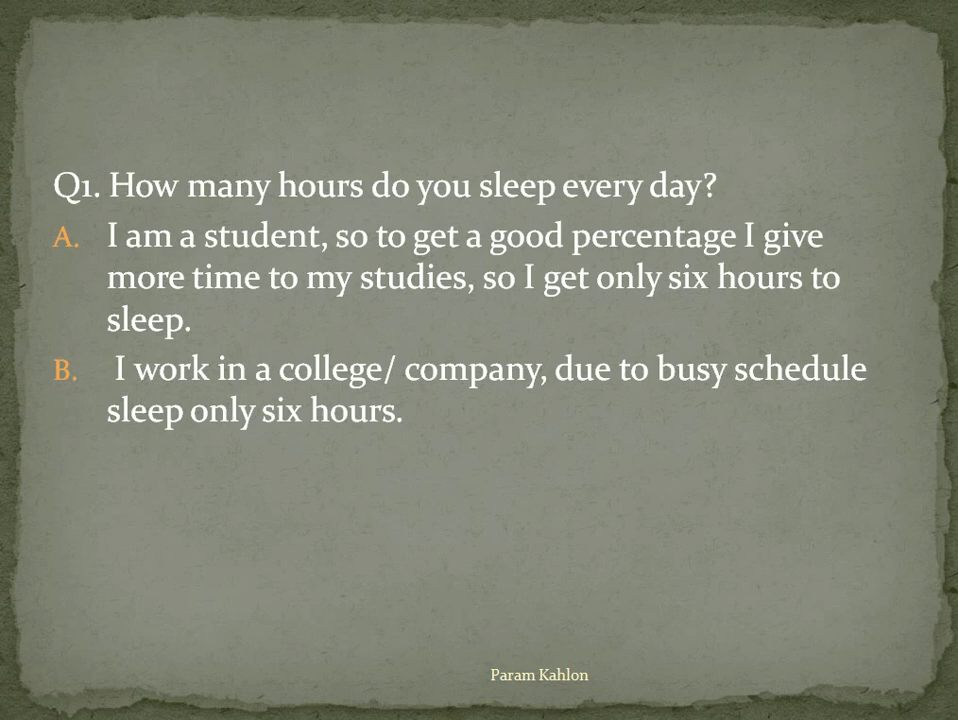 Q1. How many hours do you sleep every day?
A. I am a student, so to get a good percentage I give
more time to my studies, so I get only six hours to
sleep.
B. I work in a college/ company, due to busy schedule
sleep only six hours.
Param Kahlon